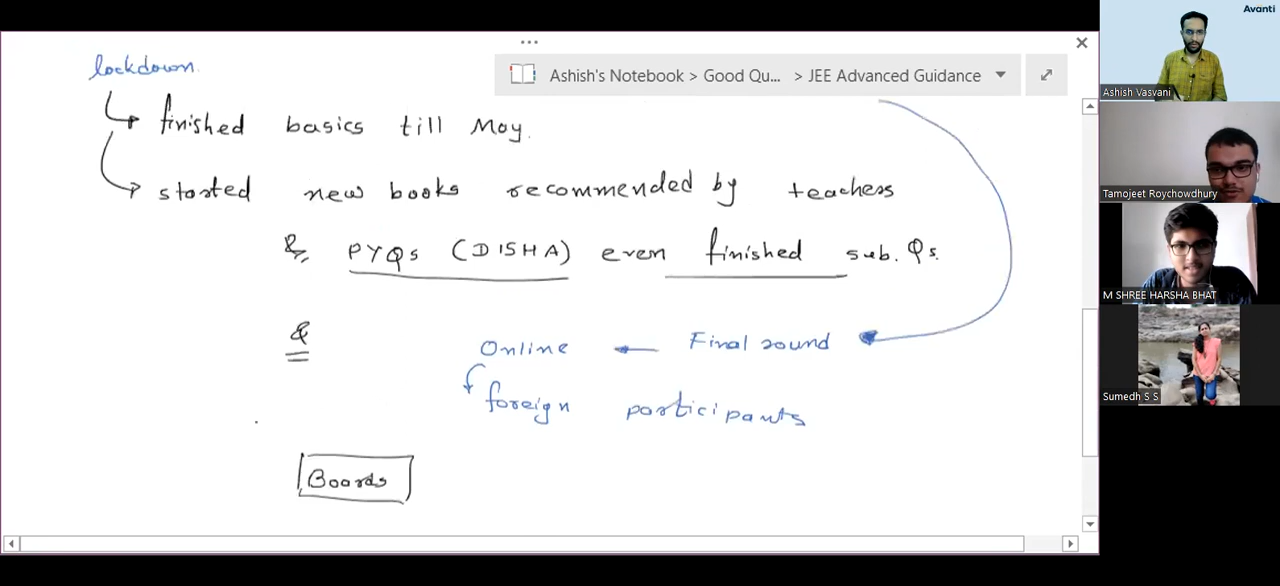 Avanti
lockdown.
Ashish's Notebook > Good Qu... > JEE Advanced Guidance
Ashish Vasvani
finished basics till May.
started new books recommended by teachers
Tamojeet Roychowdhury
& PYQs (DISHA) even finished sub. Qs.
M SHREE HARSHA BHAT
& Online ← Final round
foreign participants
Sumedh S S
Boards